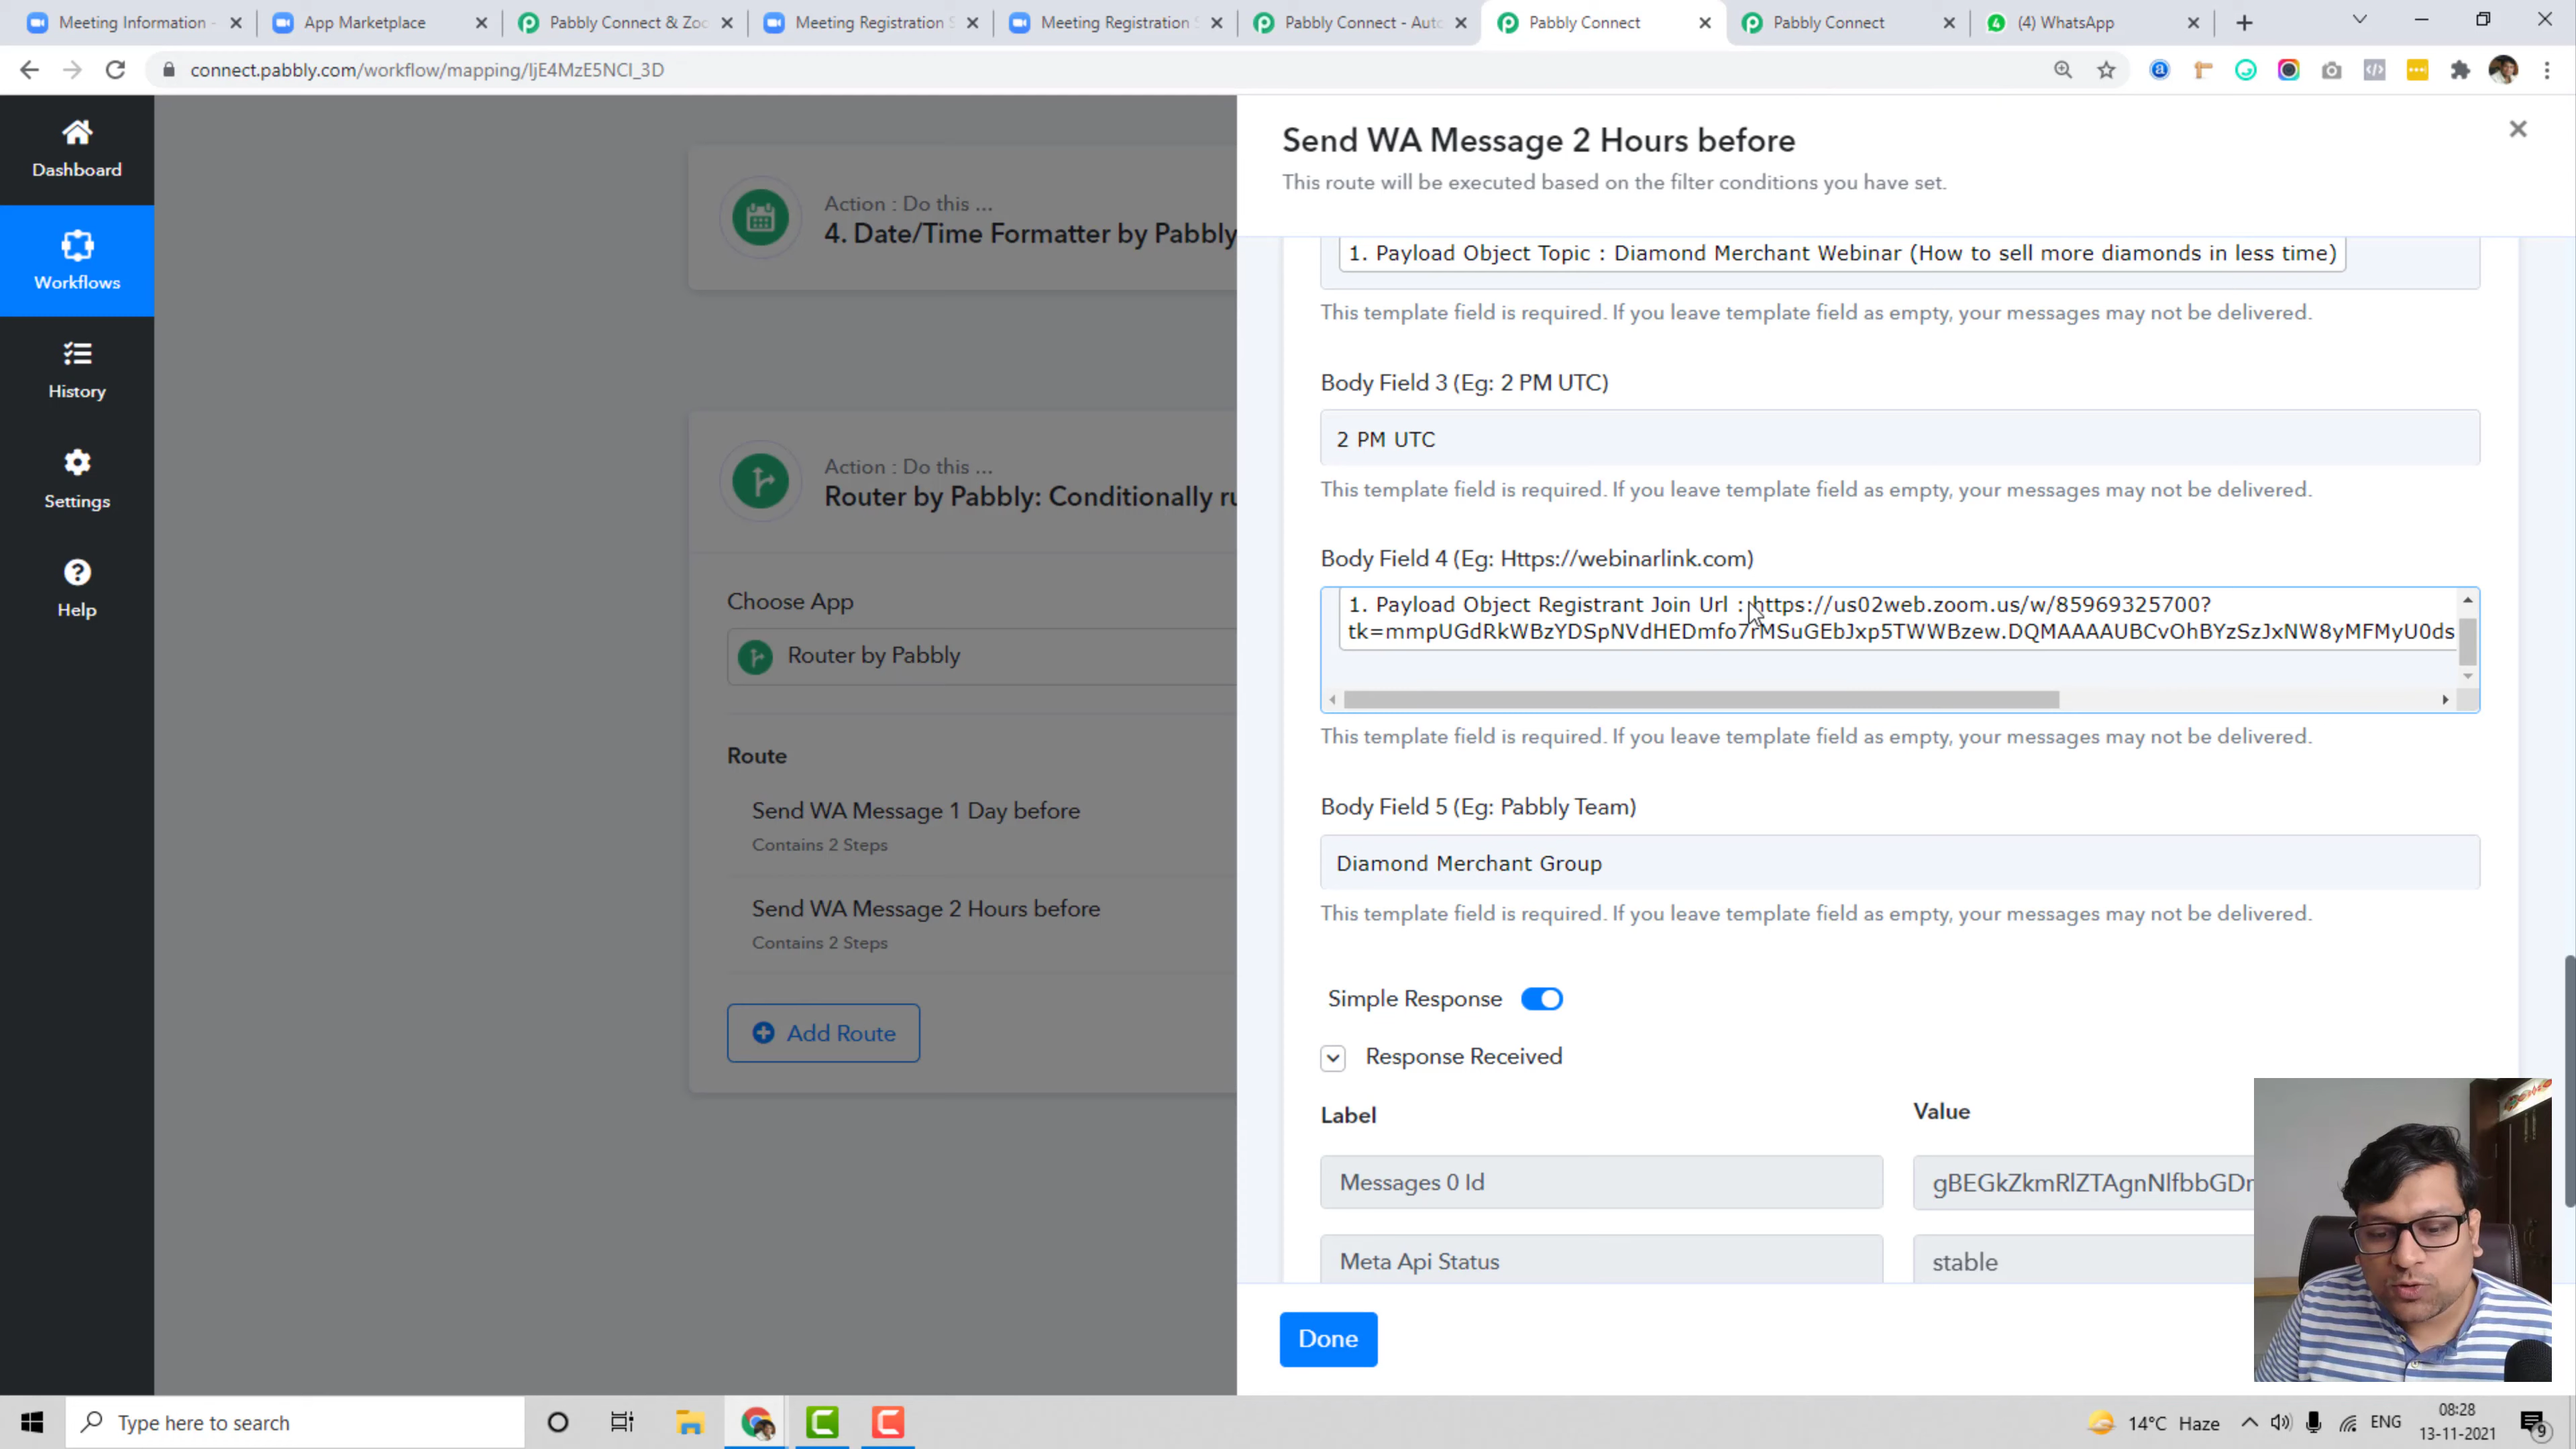 Meeting Information -
App Marketplace
Pabbly Connect & Zoo
Meeting Registration S
Meeting Registration S
Pabbly Connect - Auto
Pabbly Connect
Pabbly Connect
(4) WhatsApp
connect.pabbly.com/workflow/mapping/IjE4MzE5NCI_3D
Dashboard
Workflows
History
Settings
Help
Action : Do this ...
4. Date/Time Formatter by Pabbly
Action : Do this ...
Router by Pabbly: Conditionally ru
Choose App
Router by Pabbly
Route
Send WA Message 1 Day before
Contains 2 Steps
Send WA Message 2 Hours before
Contains 2 Steps
Add Route
Send WA Message 2 Hours before
This route will be executed based on the filter conditions you have set.
1. Payload Object Topic : Diamond Merchant Webinar (How to sell more diamonds in less time)
This template field is required. If you leave template field as empty, your messages may not be delivered.
Body Field 3 (Eg: 2 PM UTC)
2 PM UTC
This template field is required. If you leave template field as empty, your messages may not be delivered.
Body Field 4 (Eg: Https://webinarlink.com)
1. Payload Object Registrant Join Url : https://us02web.zoom.us/w/85969325700?
tk=mmpUGdRkWBzYDSpNVdHEDmfo7rMSuGEbJxp5TWWBzew.DQMAAAAUBCvOhBYzSzJxNW8yMFMyU0ds
This template field is required. If you leave template field as empty, your messages may not be delivered.
Body Field 5 (Eg: Pabbly Team)
Diamond Merchant Group
This template field is required. If you leave template field as empty, your messages may not be delivered.
Simple Response
Response Received
Label
Value
Messages 0 Id
gBEGkZkmRlZTAgnNlfbbGDr
Meta Api Status
stable
Done
Type here to search
14°C Haze
ENG
08:28
13-11-2021
9